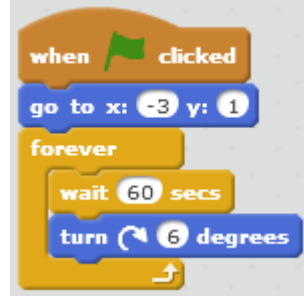 when clicked
go to x: -3 y: 1
forever
wait 60 secs
turn 6 degrees